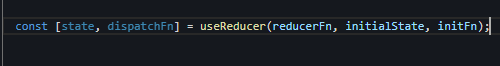 const [state, dispatchFn] = useReducer(reducerFn, initialState, initFn);